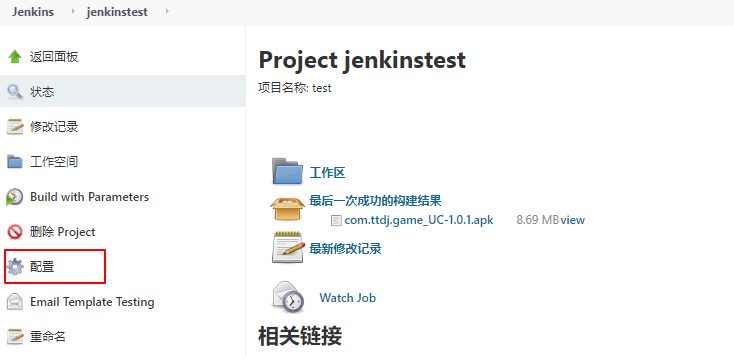 Jenkins jenkinstest
返回面板
状态
修改记录
工作空间
Build with Parameters
删除 Project
配置
Email Template Testing
重命名
Project jenkinstest
项目名称: test
工作区
最后一次成功的构建结果
com.ttdj.game_UC-1.0.1.apk 8.69 MB view
最新修改记录
Watch Job
相关链接